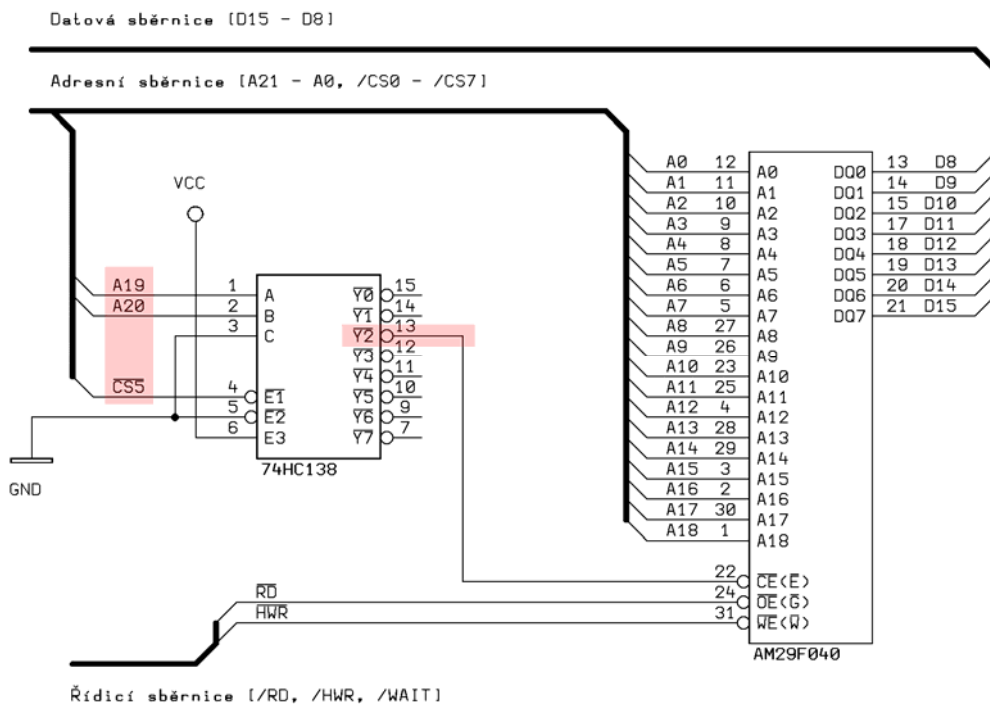 Datová sběrnice [D15 - D8]
Adresní sběrnice [A21 - A0, /CS0 - /CS7]
VCC
A19 1 A Y0 15
A20 2 B Y1 14
3 C Y2 13
Y3 12
Y4 11
CS5 4 E1 Y5 10
5 E2 Y6 9
6 E3 Y7 7
74HC138
GND
A0 12 A0 DQ0 13 D8
A1 11 A1 DQ1 14 D9
A2 10 A2 DQ2 15 D10
A3 9 A3 DQ3 17 D11
A4 8 A4 DQ4 18 D12
A5 7 A5 DQ5 19 D13
A6 6 A6 DQ6 20 D14
A7 5 A7 DQ7 21 D15
A8 27 A8
A9 26 A9
A10 23 A10
A11 25 A11
A12 4 A12
A13 28 A13
A14 29 A14
A15 3 A15
A16 2 A16
A17 30 A17
A18 1 A18
22 CE(E)
RD 24 OE(G)
HWR 31 WE(W)
AM29F040
Řídicí sběrnice [/RD, /HWR, /WAIT]